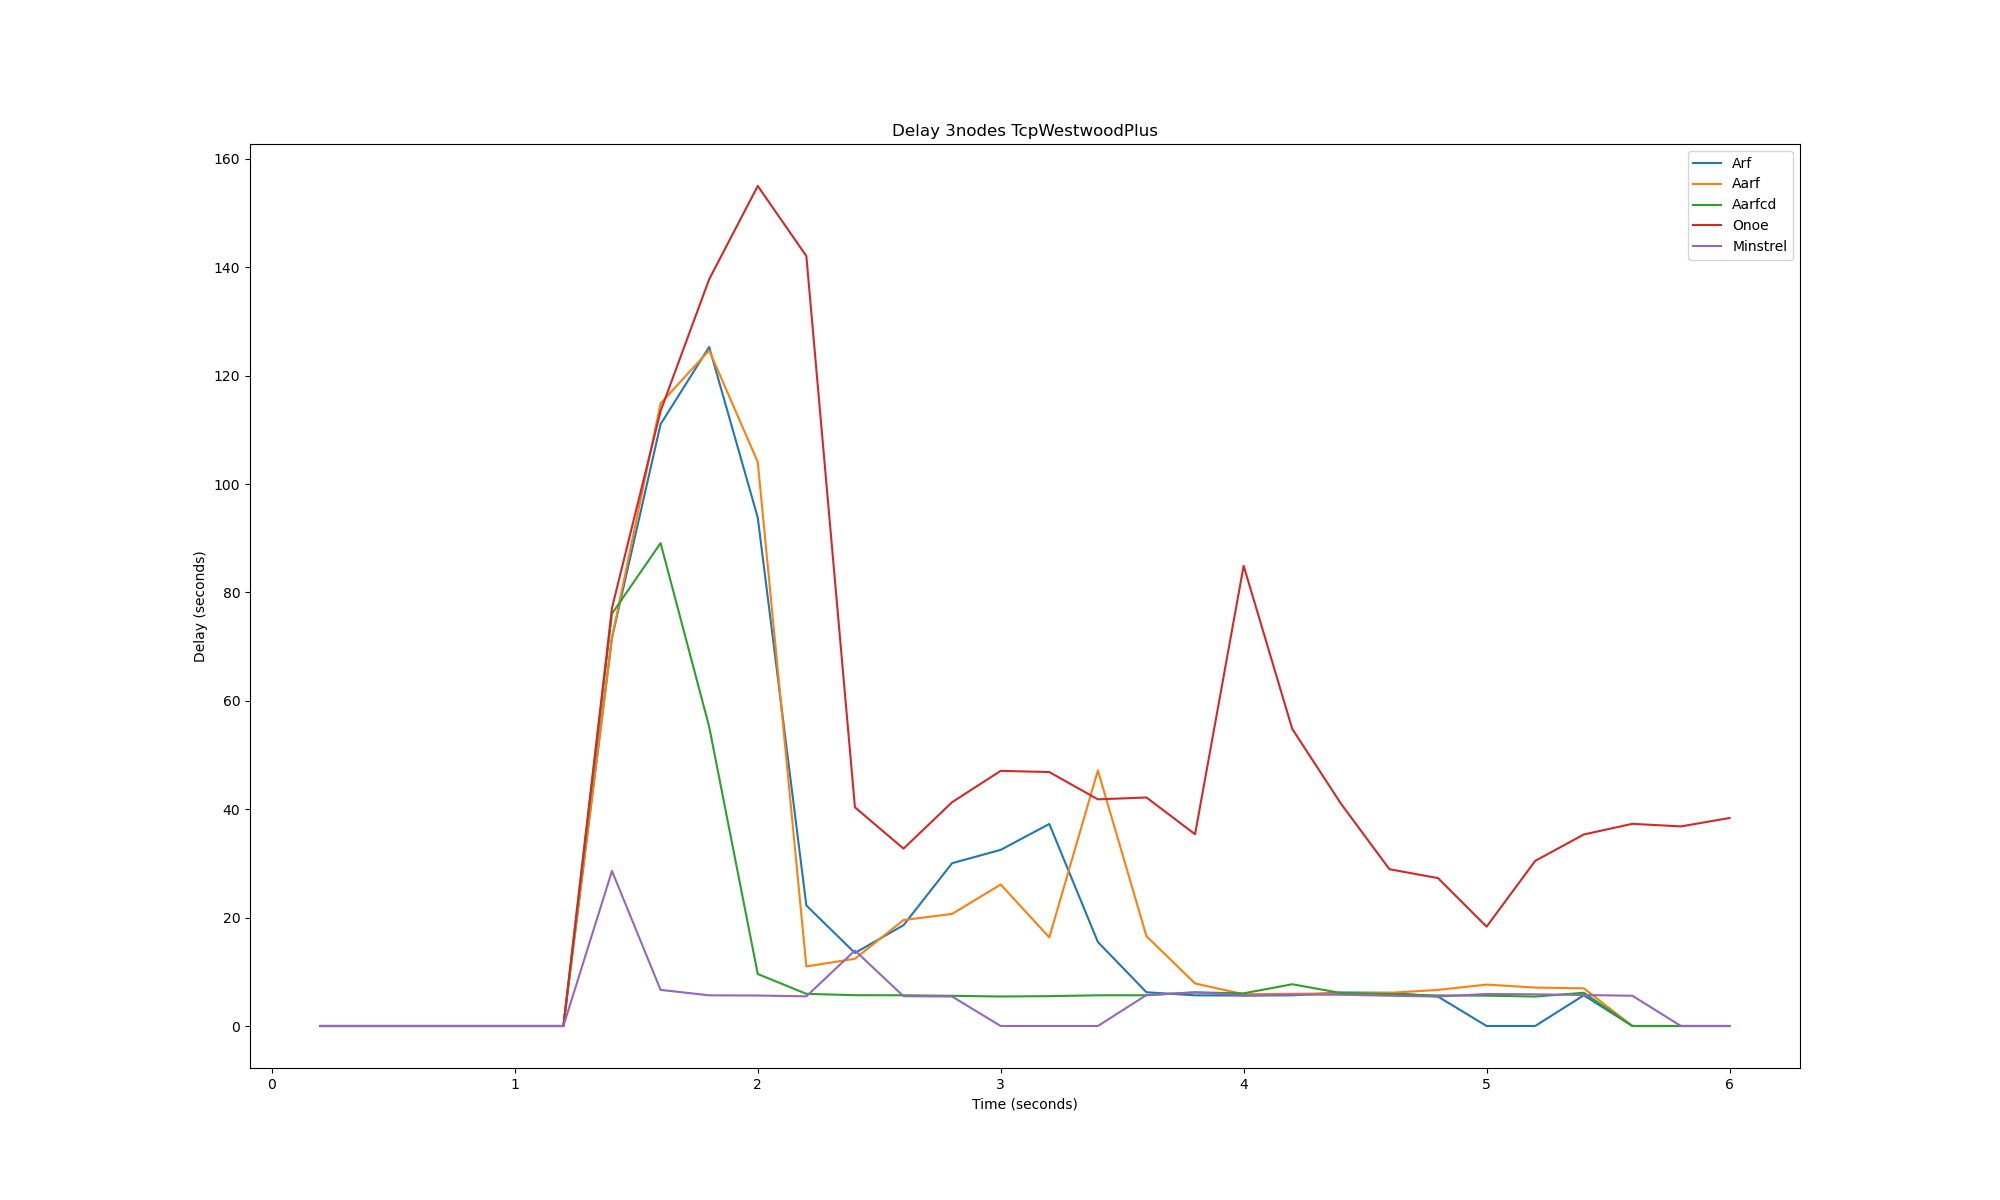 Delay 3nodes TcpWestwoodPlus
160
140
120
100
80
60
40
20
0
Delay (seconds)
Arf
Aarf
Aarfcd
Onoe
Minstrel
0 1 2 3 4 5 6
Time (seconds)